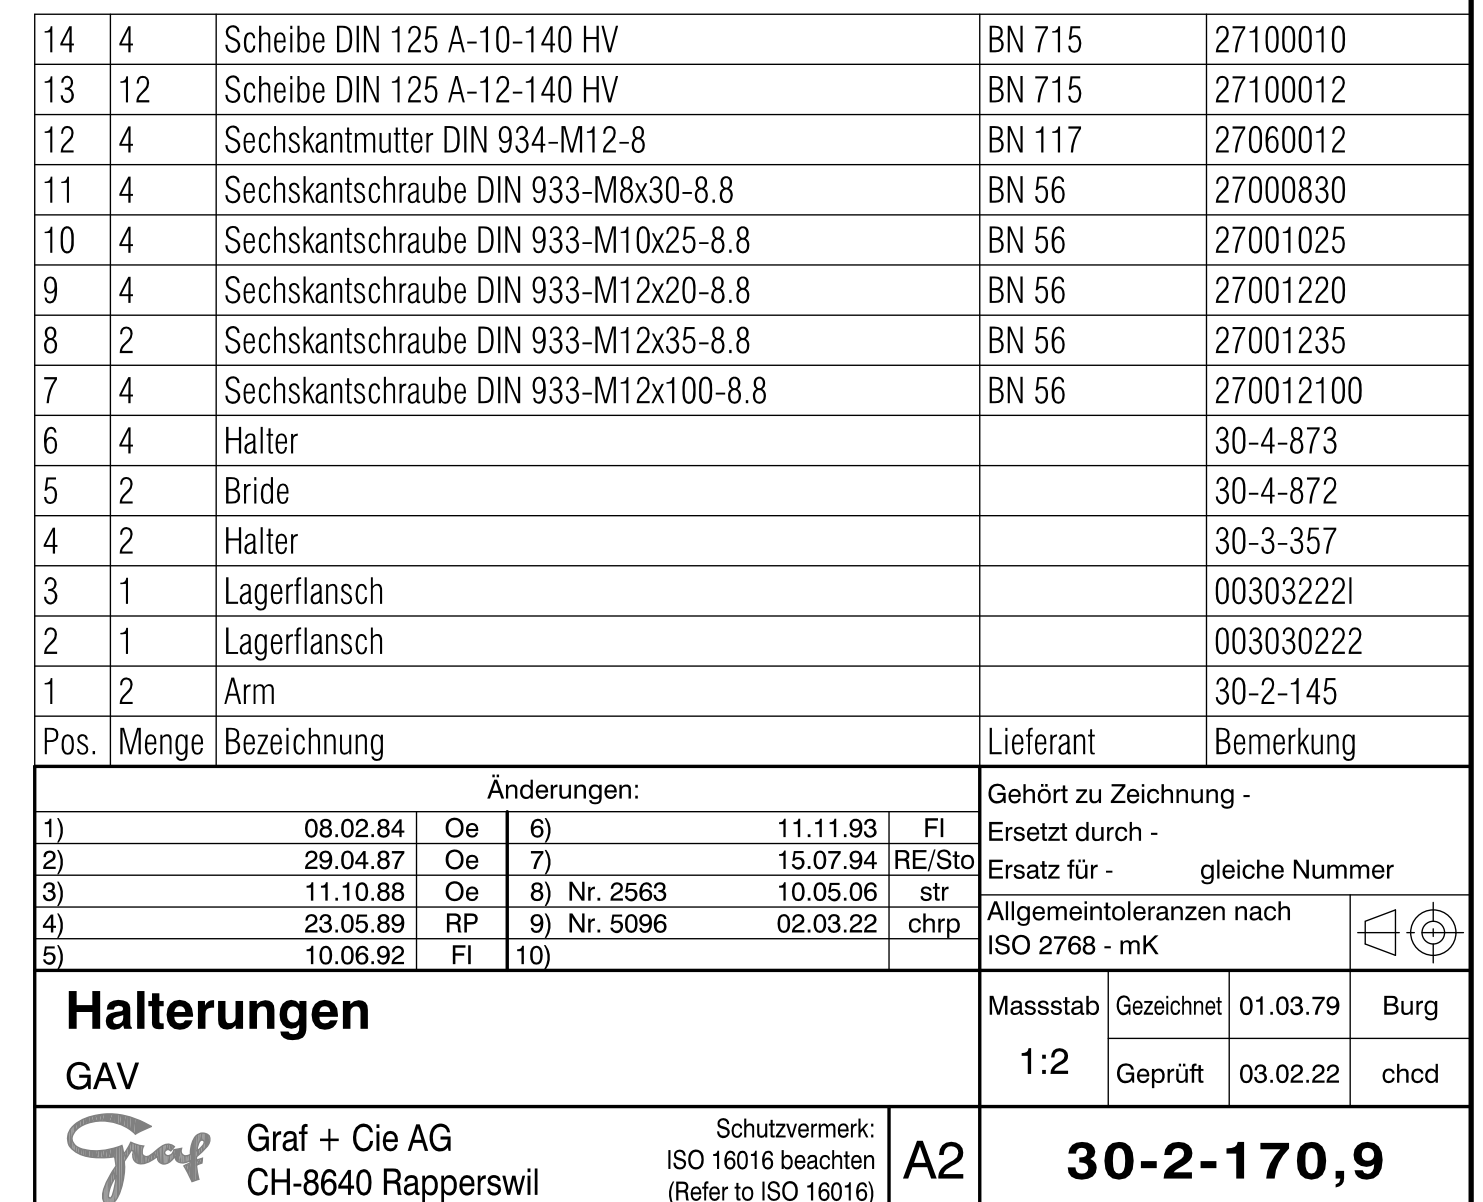 14 4 Scheibe DIN 125 A-10-140 HV BN 715 27100010
13 12 Scheibe DIN 125 A-12-140 HV BN 715 27100012
12 4 Sechskantmutter DIN 934-M12-8 BN 117 27060012
11 4 Sechskantschraube DIN 933-M8x30-8.8 BN 56 27000830
10 4 Sechskantschraube DIN 933-M10x25-8.8 BN 56 27001025
9 4 Sechskantschraube DIN 933-M12x20-8.8 BN 56 27001220
8 2 Sechskantschraube DIN 933-M12x35-8.8 BN 56 27001235
7 4 Sechskantschraube DIN 933-M12x100-8.8 BN 56 270012100
6 4 Halter 30-4-873
5 2 Bride 30-4-872
4 2 Halter 30-3-357
3 1 Lagerflansch 00303222l
2 1 Lagerflansch 003030222
1 2 Arm 30-2-145
Pos. Menge Bezeichnung Lieferant Bemerkung
Änderungen:
1) 08.02.84 Oe 6) 11.11.93 FI
2) 29.04.87 Oe 7) 15.07.94 RE/Sto
3) 11.10.88 Oe 8) Nr. 2563 10.05.06 str
4) 23.05.89 RP 9) Nr. 5096 02.03.22 chrp
5) 10.06.92 FI 10)
Gehört zu Zeichnung -
Ersetzt durch -
Ersatz für - gleiche Nummer
Allgemeintoleranzen nach
ISO 2768 - mK
Halterungen
GAV
Massstab
1:2
Gezeichnet 01.03.79 Burg
Geprüft 03.02.22 chcd
Graf
Graf + Cie AG
CH-8640 Rapperswil
Schutzvermerk:
ISO 16016 beachten
(Refer to ISO 16016)
A2
30-2-170,9